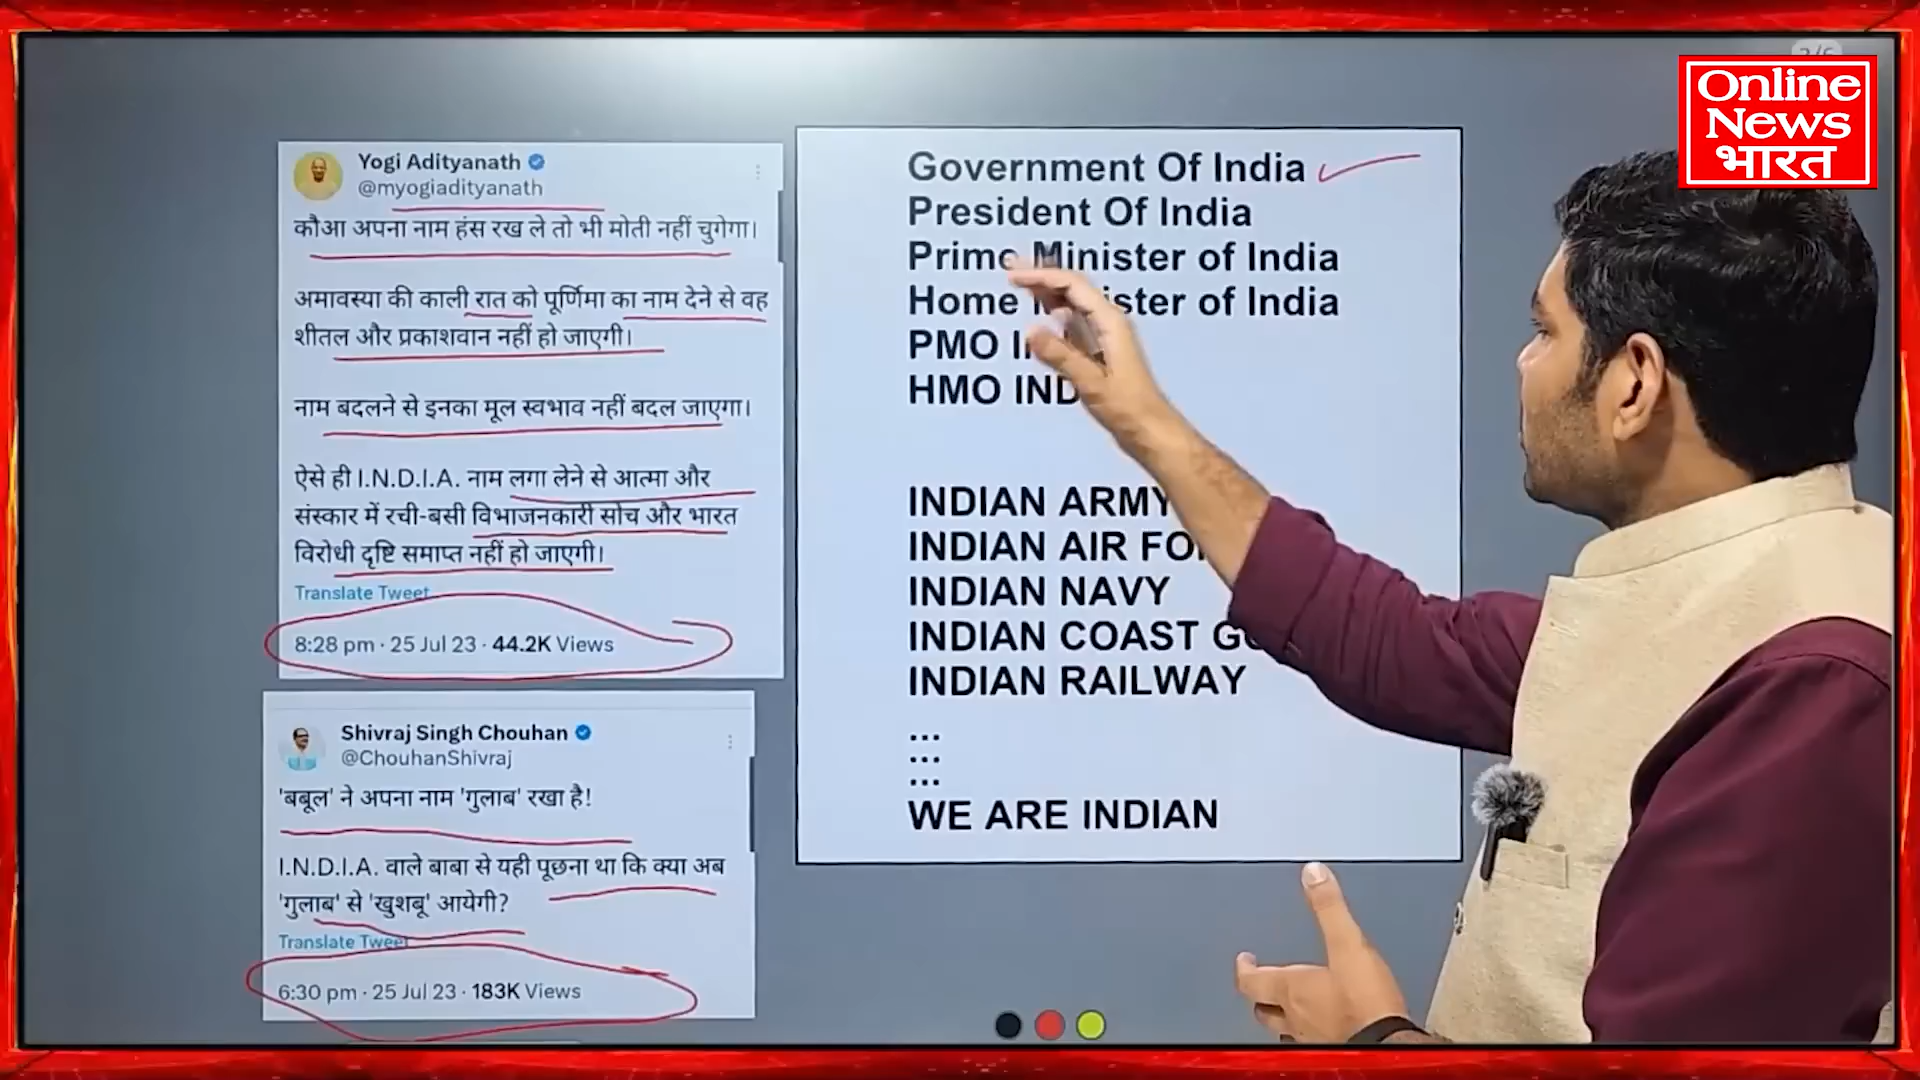 Online
News
भारत
Yogi Adityanath
@myogiadityanath
कौआ अपना नाम हंस रख ले तो भी मोती नहीं चुगेगा।
अमावस्या की काली रात को पूर्णिमा का नाम देने से वह
शीतल और प्रकाशवान नहीं हो जाएगी।
नाम बदलने से इनका मूल स्वभाव नहीं बदल जाएगा।
ऐसे ही I.N.D.I.A. नाम लगा लेने से आत्मा और
संस्कार में रची-बसी विभाजनकारी सोच और भारत
विरोधी दृष्टि समाप्त नहीं हो जाएगी।
Translate Tweet
8:28 pm · 25 Jul 23 · 44.2K Views
Shivraj Singh Chouhan
@ChouhanShivraj
'बबूल' ने अपना नाम 'गुलाब' रखा है!
I.N.D.I.A. वाले बाबा से यही पूछना था कि क्या अब
'गुलाब' से 'खुशबू' आयेगी?
Translate Tweet
6:30 pm · 25 Jul 23 · 183K Views
Government Of India
President Of India
Prime Minister of India
Home of India
PMO
HMO
INDIAN ARMY
INDIAN AIR
INDIAN NAVY
INDIAN COAST
INDIAN RAILWAY
...
...
...
WE ARE INDIAN